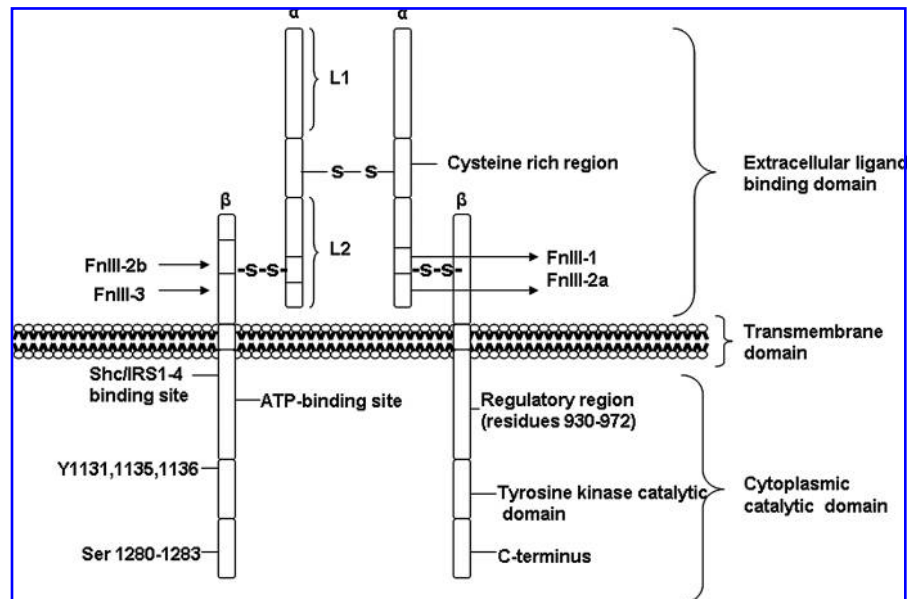 α α
L1
S S
Cysteine rich region
Extracellular ligand
binding domain
β
β
L2
FnIII-2b
-S-S-
-S-S-
FnIII-1
FnIII-2a
FnIII-3
Transmembrane
domain
Shc/IRS1-4
binding site
ATP-binding site
Regulatory region
(residues 930-972)
Y1131,1135,1136
Tyrosine kinase catalytic
domain
Cytoplasmic
catalytic domain
Ser 1280-1283
C-terminus